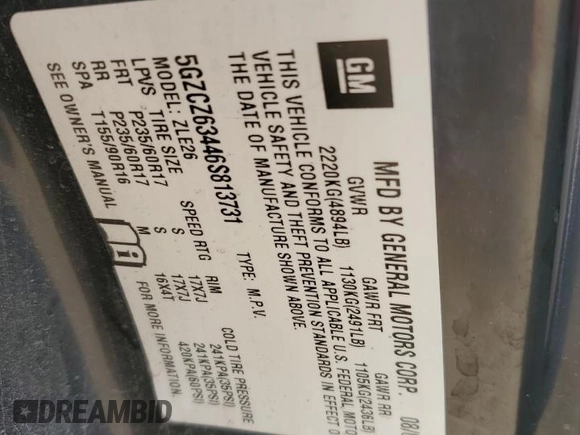 GM
MFD BY GENERAL MOTORS CORP. 08/
GVWR GAWR FRT GAWR RR
2220KG(4894LB) 1130KG(2491LB) 1105KG(2436LB)
THIS VEHICLE CONFORMS TO ALL APPLICABLE U.S. FEDERAL MOTO
VEHICLE SAFETY AND THEFT PREVENTION STANDARDS IN EFFECT O
THE DATE OF MANUFACTURE SHOWN ABOVE.
5GZCZ63446S813731 TYPE: M.P.V.
MODEL: ZLE26
TIRE SIZE SPEED RTG RIM COLD TIRE PRESSURE
LPVS
FRT P235/60R17 S 17X7J 241KPA(35PSI)
RR P235/60R17 S 17X7J 241KPA(35PSI)
SPA T155/90R16 M 16X4T 420KPA(60PSI)
SEE OWNER'S MANUAL FOR MORE INFORMATION.
DREAMBID